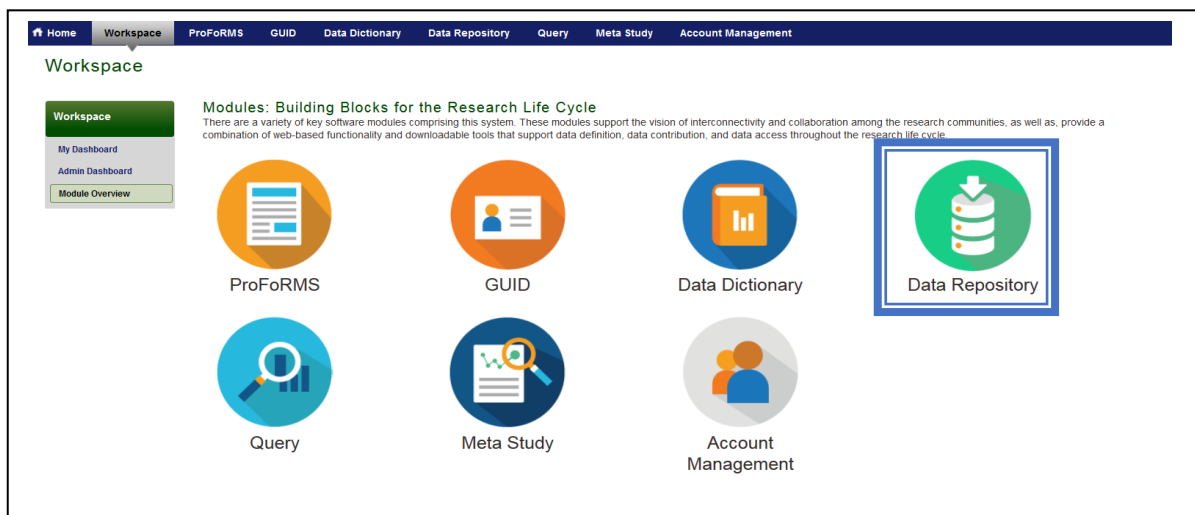 Home Workspace ProFoRMS GUID Data Dictionary Data Repository Query Meta Study Account Management
Workspace
Workspace
My Dashboard
Admin Dashboard
Module Overview
Modules: Building Blocks for the Research Life Cycle
There are a variety of key software modules comprising this system. These modules support the vision of interconnectivity and collaboration among the research communities, as well as, provide a
combination of web-based functionality and downloadable tools that support data definition, data contribution, and data access throughout the research life cycle.
ProFoRMS GUID Data Dictionary Data Repository
Query Meta Study Account
Management